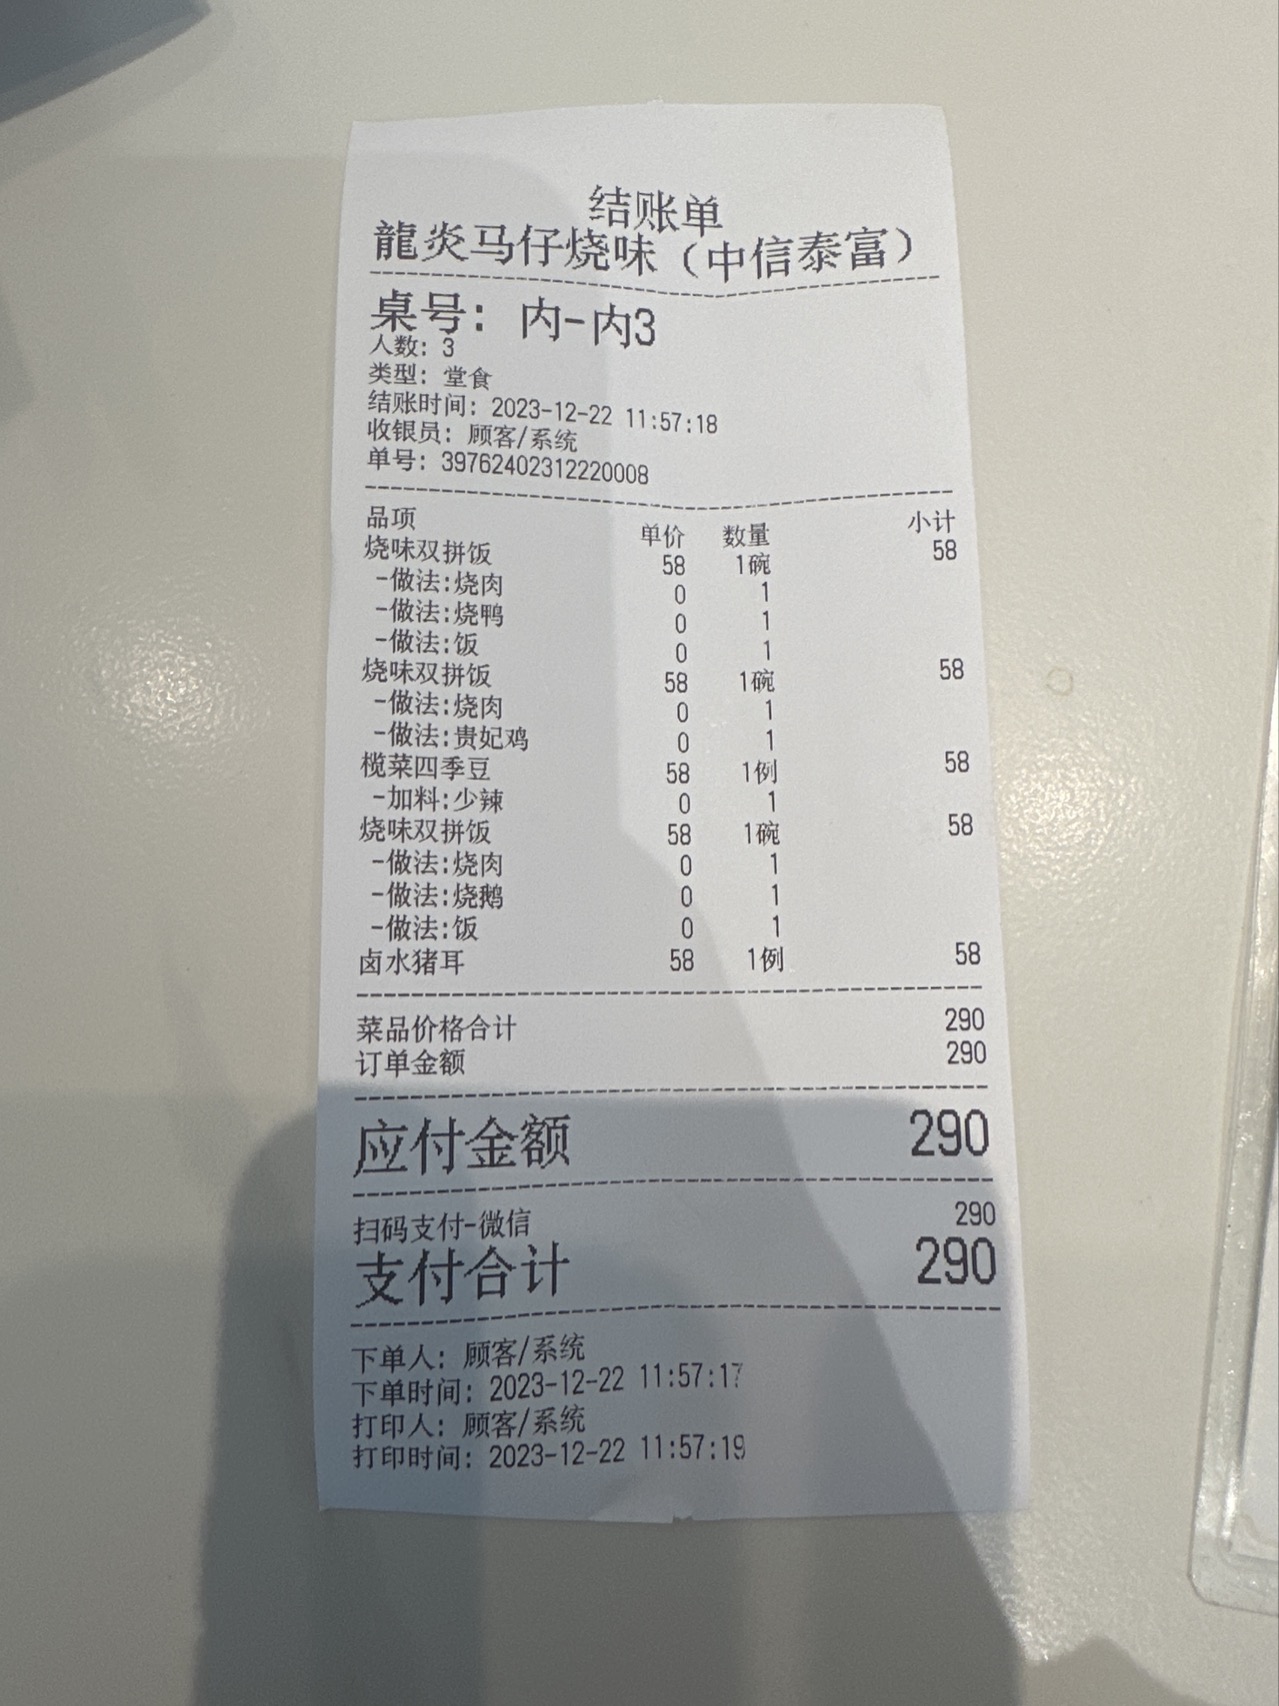 结账单
龍炎马仔烧味（中信泰富）
桌号：内-内3
人数：3
类型：堂食
结账时间：2023-12-22 11:57:18
收银员：顾客/系统
单号：39762402312220008
品项 单价 数量 小计
烧味双拼饭 58 1碗 58
-做法:烧肉 0 1
-做法:烧鸭 0 1
-做法:饭 0 1
烧味双拼饭 58 1碗 58
-做法:烧肉 0 1
-做法:贵妃鸡 0 1
榄菜四季豆 58 1例 58
-加料:少辣 0 1
烧味双拼饭 58 1碗 58
-做法:烧肉 0 1
-做法:烧鹅 0 1
-做法:饭 0 1
卤水猪耳 58 1例 58
菜品价格合计 290
订单金额 290
应付金额 290
扫码支付-微信 290
支付合计 290
下单人：顾客/系统
下单时间：2023-12-22 11:57:17
打印人：顾客/系统
打印时间：2023-12-22 11:57:19